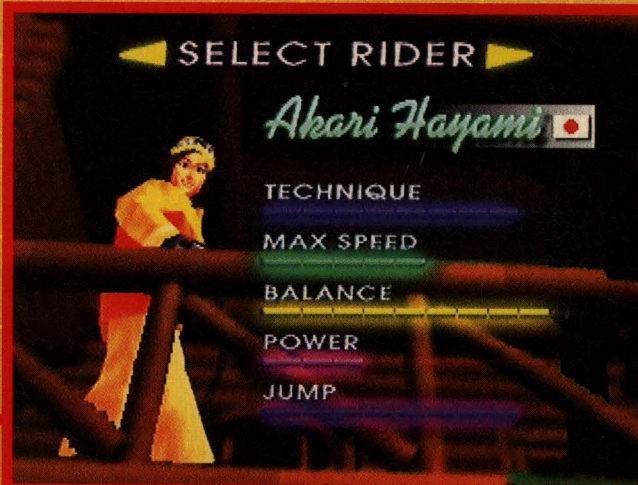 SELECT RIDER
Akari Hayami
TECHNIQUE
MAX SPEED
BALANCE
POWER
JUMP